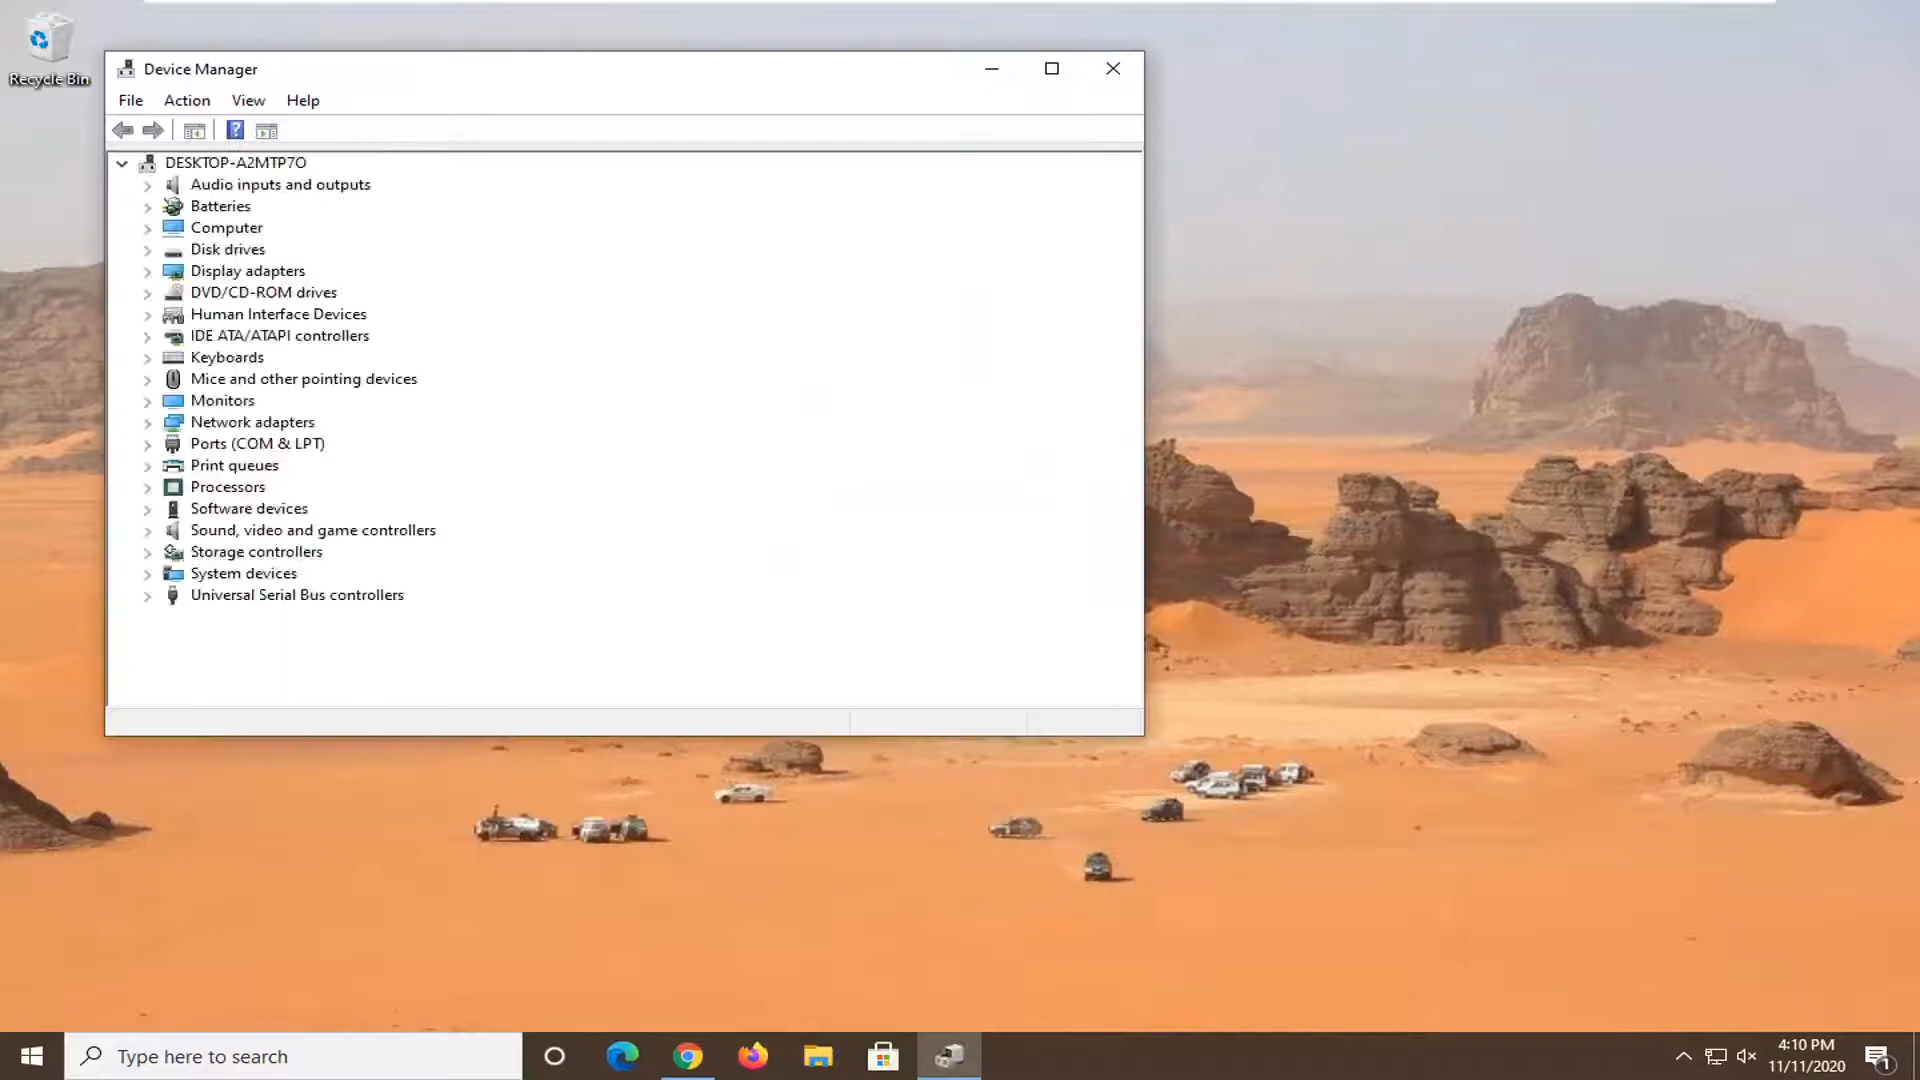 Recycle Bin
Device Manager
File Action View Help
?
DESKTOP-A2MTP7O
Audio inputs and outputs
Batteries
Computer
Disk drives
Display adapters
DVD/CD-ROM drives
Human Interface Devices
IDE ATA/ATAPI controllers
Keyboards
Mice and other pointing devices
Monitors
Network adapters
Ports (COM & LPT)
Print queues
Processors
Software devices
Sound, video and game controllers
Storage controllers
System devices
Universal Serial Bus controllers
Type here to search
4:10 PM
11/11/2020
1